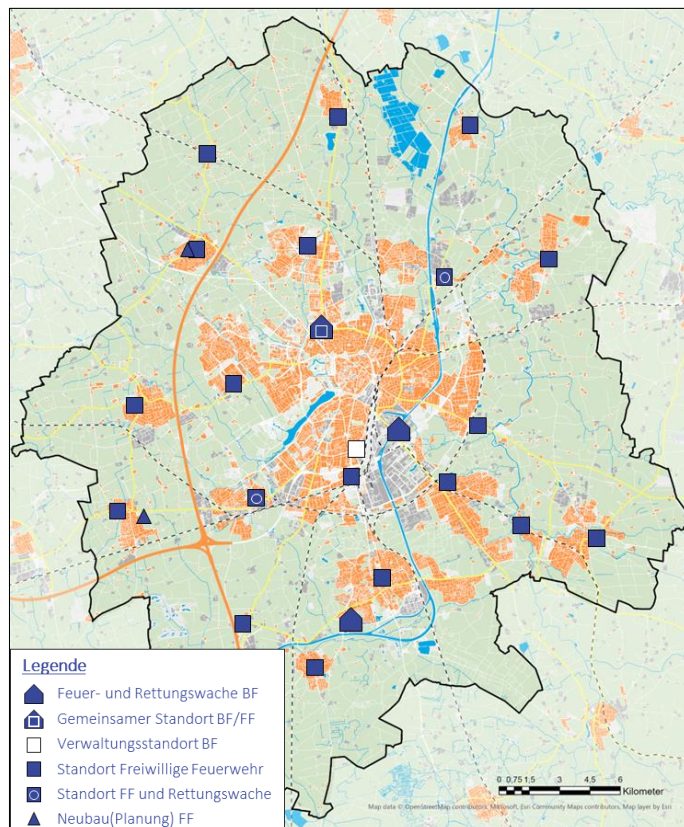 Legende
Feuer- und Rettungswache BF
Gemeinsamer Standort BF/FF
Verwaltungsstandort BF
Standort Freiwillige Feuerwehr
Standort FF und Rettungswache
Neubau(Planung) FF
0 0.75 1.5 3 4.5 6
Kilometer
Map data © OpenStreetMap contributors, Microsoft, Esri Community Maps contributors, Map layer by Esri